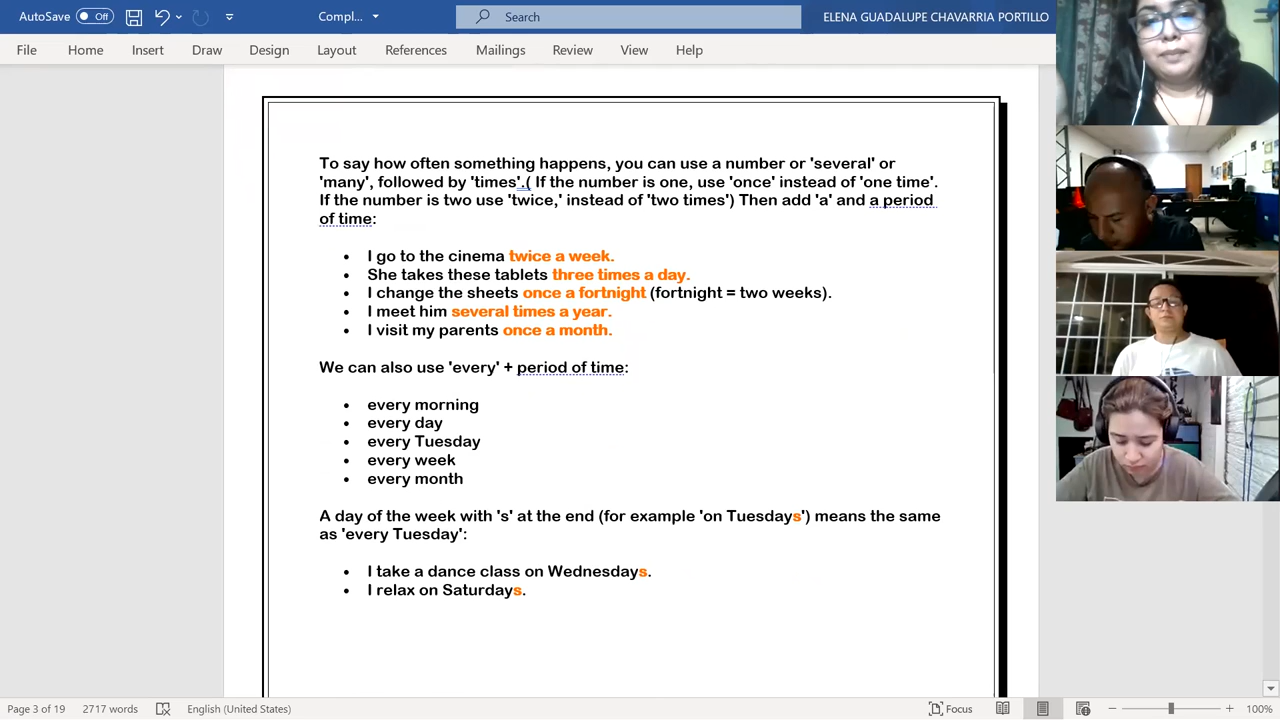 AutoSave Off Compl... Search ELENA GUADALUPE CHAVARRIA PORTILLO
File Home Insert Draw Design Layout References Mailings Review View Help
To say how often something happens, you can use a number or 'several' or
'many', followed by 'times'.( If the number is one, use 'once' instead of 'one time'.
If the number is two use 'twice,' instead of 'two times') Then add 'a' and a period
of time:
• I go to the cinema twice a week.
• She takes these tablets three times a day.
• I change the sheets once a fortnight (fortnight = two weeks).
• I meet him several times a year.
• I visit my parents once a month.
We can also use 'every' + period of time:
• every morning
• every day
• every Tuesday
• every week
• every month
A day of the week with 's' at the end (for example 'on Tuesdays') means the same
as 'every Tuesday':
• I take a dance class on Wednesdays.
• I relax on Saturdays.
Page 3 of 19 2717 words English (United States) Focus 100%